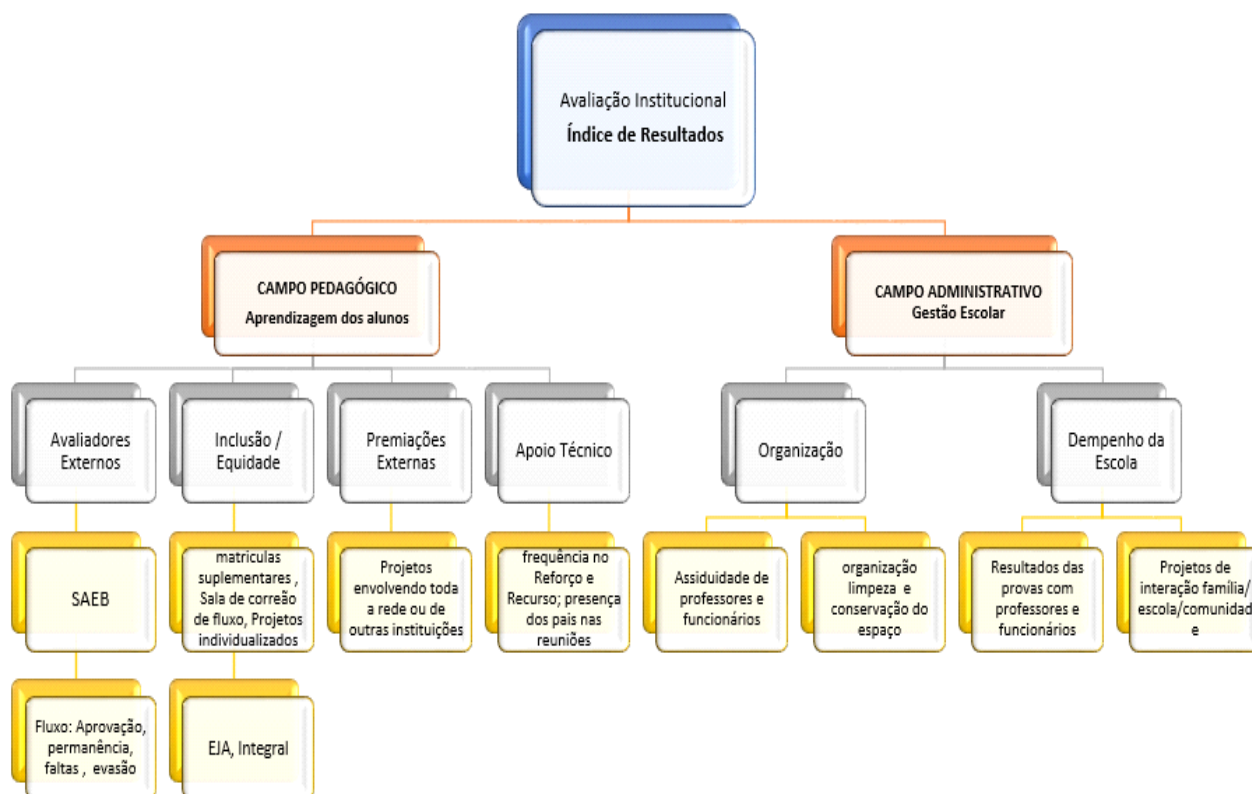 Avaliação Institucional
Índice de Resultados
CAMPO PEDAGÓGICO
Aprendizagem dos alunos
CAMPO ADMINISTRATIVO
Gestão Escolar
Avaliadores
Externos
Inclusão /
Equidade
Premiações
Externas
Apoio Técnico
Organização
Dempenho da
Escola
SAEB
matriculas
suplementares ,
Sala de correão
de fluxo, Projetos
individualizados
Projetos
envolvendo toda
a rede ou de
outras instituições
frequência no
Reforço e
Recurso; presença
dos pais nas
reuniões
Assiduidade de
professores e
funcionários
organização
limpeza e
conservação do
espaço
Resultados das
provas com
professores e
funcionários
Projetos de
interação família/
escola/comunidad
e
Fluxo: Aprovação,
permanência,
faltas , evasão
EJA, Integral